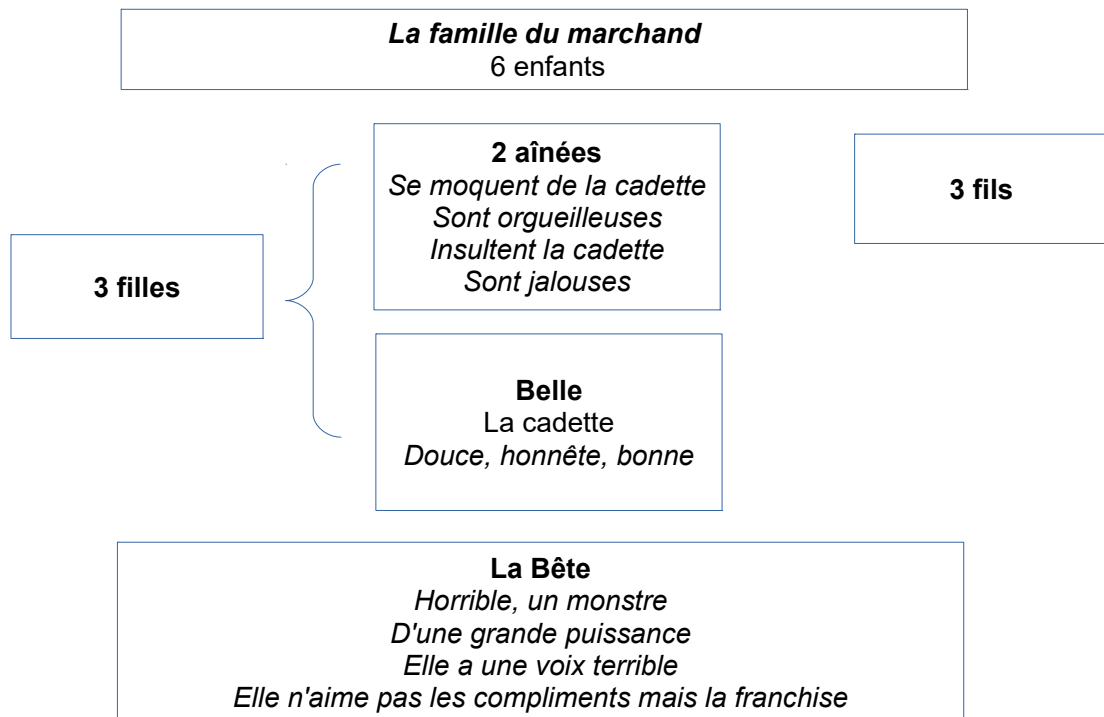 La famille du marchand
6 enfants
2 aînées
Se moquent de la cadette
Sont orgueilleuses
Insultent la cadette
Sont jalouses
3 fils
3 filles
Belle
La cadette
Douce, honnête, bonne
La Bête
Horrible, un monstre
D'une grande puissance
Elle a une voix terrible
Elle n'aime pas les compliments mais la franchise